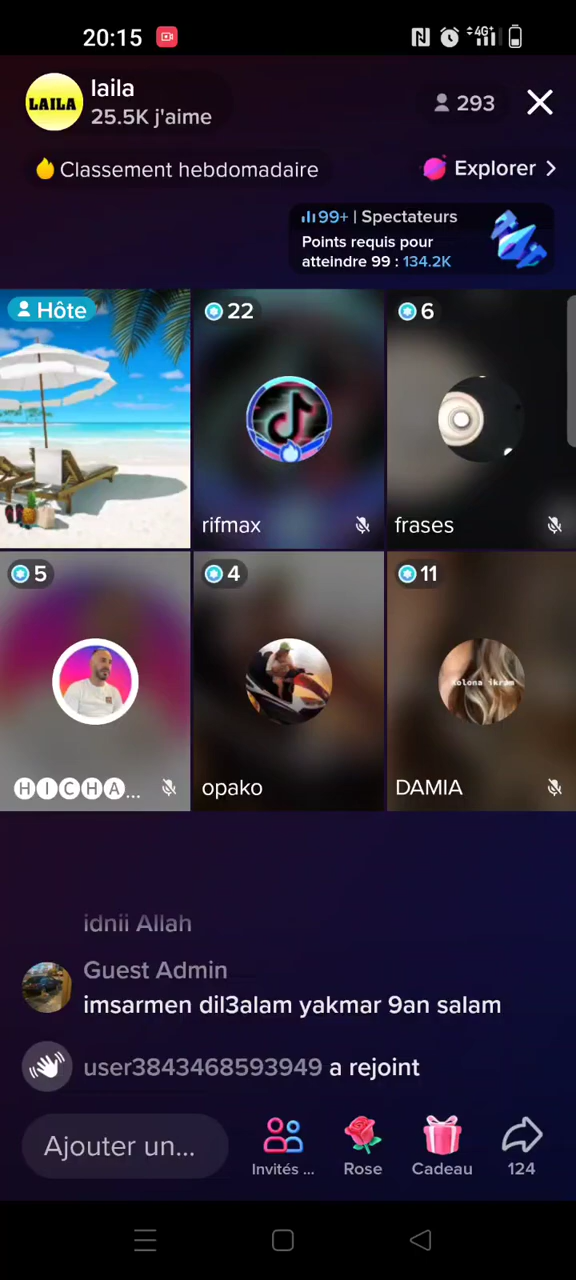 20:15
4G+
LAILA
laila
25.5K j'aime
293
Classement hebdomadaire
Explorer
99+ | Spectateurs
Points requis pour
atteindre 99 : 134.2K
Hôte
22
6
rifmax
frases
5
4
11
kolona ikram
🅗🅘🅒🅗🅐...
opako
DAMIA
idnii Allah
Guest Admin
imsarmen dil3alam yakmar 9an salam
user3843468593949 a rejoint
Ajouter un...
Invités ...
Rose
Cadeau
124